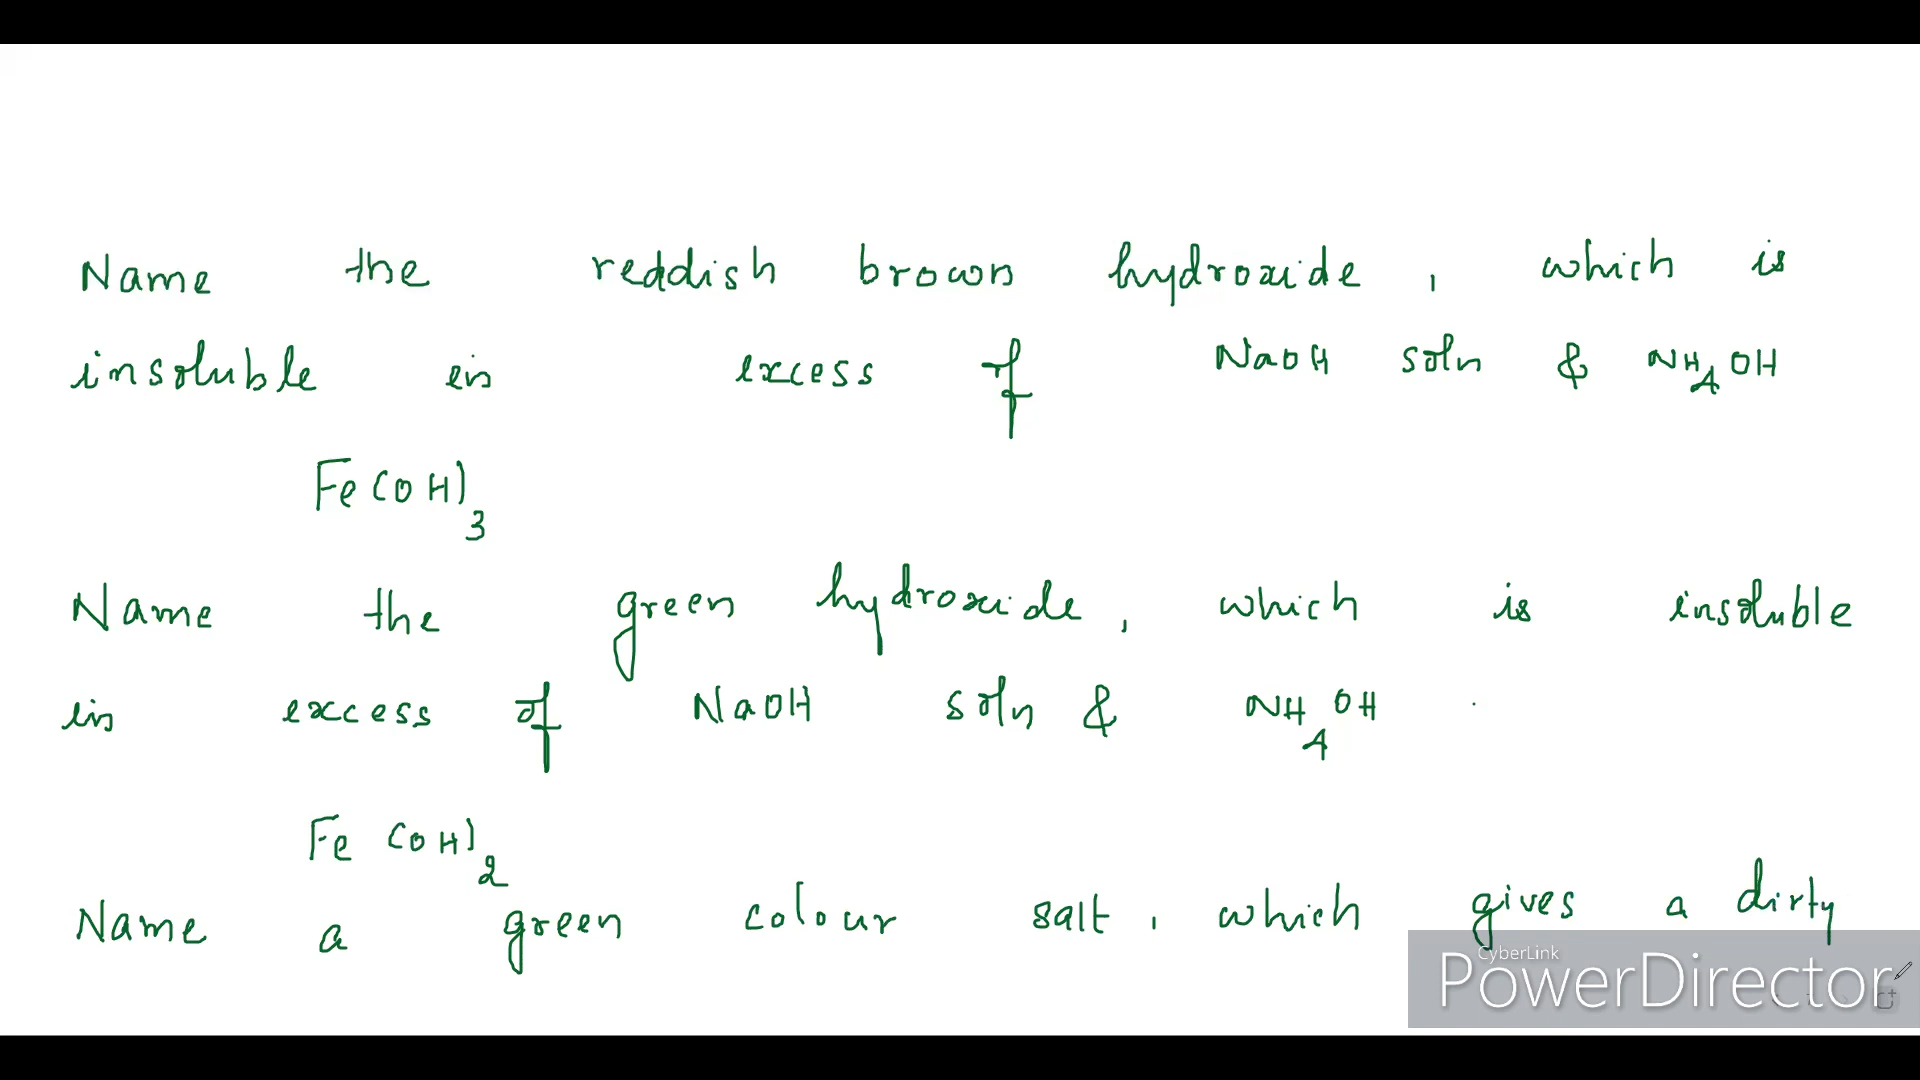 Name the reddish brown hydroxide, which is
insoluble in excess of NaOH soln & NH4OH
Fe(OH)3
Name the green hydroxide, which is insoluble
in excess of NaOH soln & NH4OH
Fe(OH)2
Name a green colour salt, which gives a dirty
CyberLink
PowerDirector